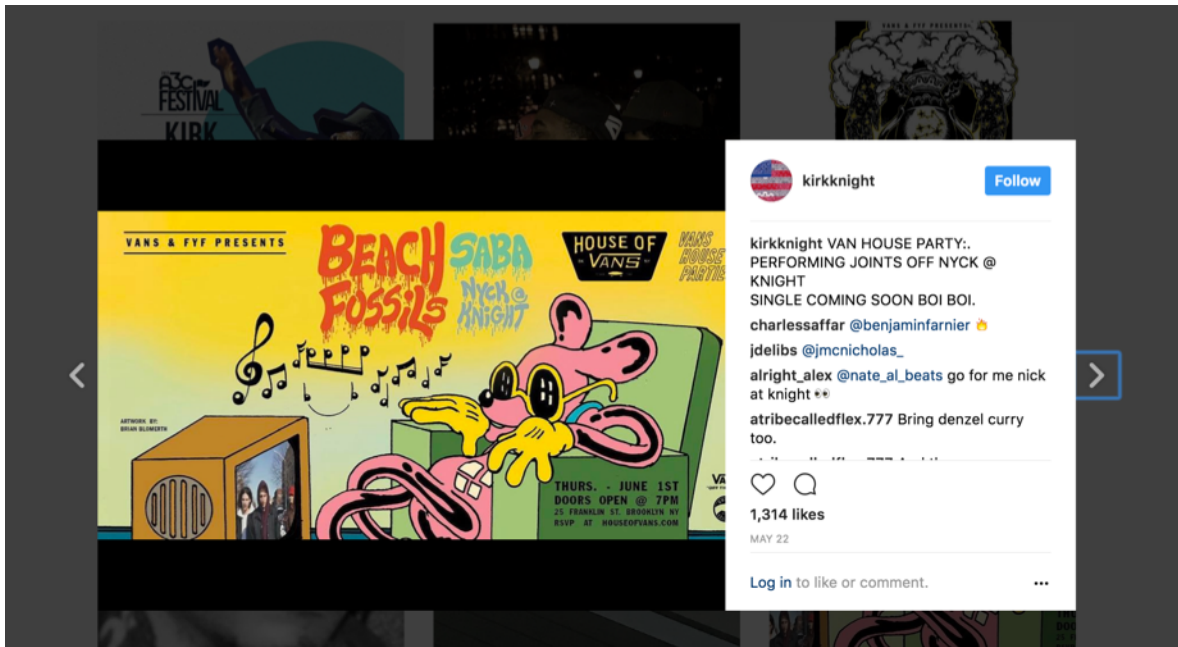 A3C
FESTIVAL
KIRK
VANS & FYF PRESENTS
VANS & FYF PRESENTS
BEACH
FOSSILS
SABA
NYCK @
KNIGHT
HOUSE OF
VANS
VANS
HOUSE
PARTIE
ARTWORK BY:
BRIAN BLOMERTH
THURS. - JUNE 1ST
DOORS OPEN @ 7PM
25 FRANKLIN ST. BROOKLYN NY
RSVP AT HOUSEOFVANS.COM
kirkknight
Follow
kirkknight VAN HOUSE PARTY:.
PERFORMING JOINTS OFF NYCK @
KNIGHT
SINGLE COMING SOON BOI BOI.
charlessaffar @benjaminfarnier 🔥
jdelibs @jmcnicholas_
alright_alex @nate_al_beats go for me nick
at knight 👀
atribecalledflex.777 Bring denzel curry
too.
1,314 likes
MAY 22
Log in to like or comment.